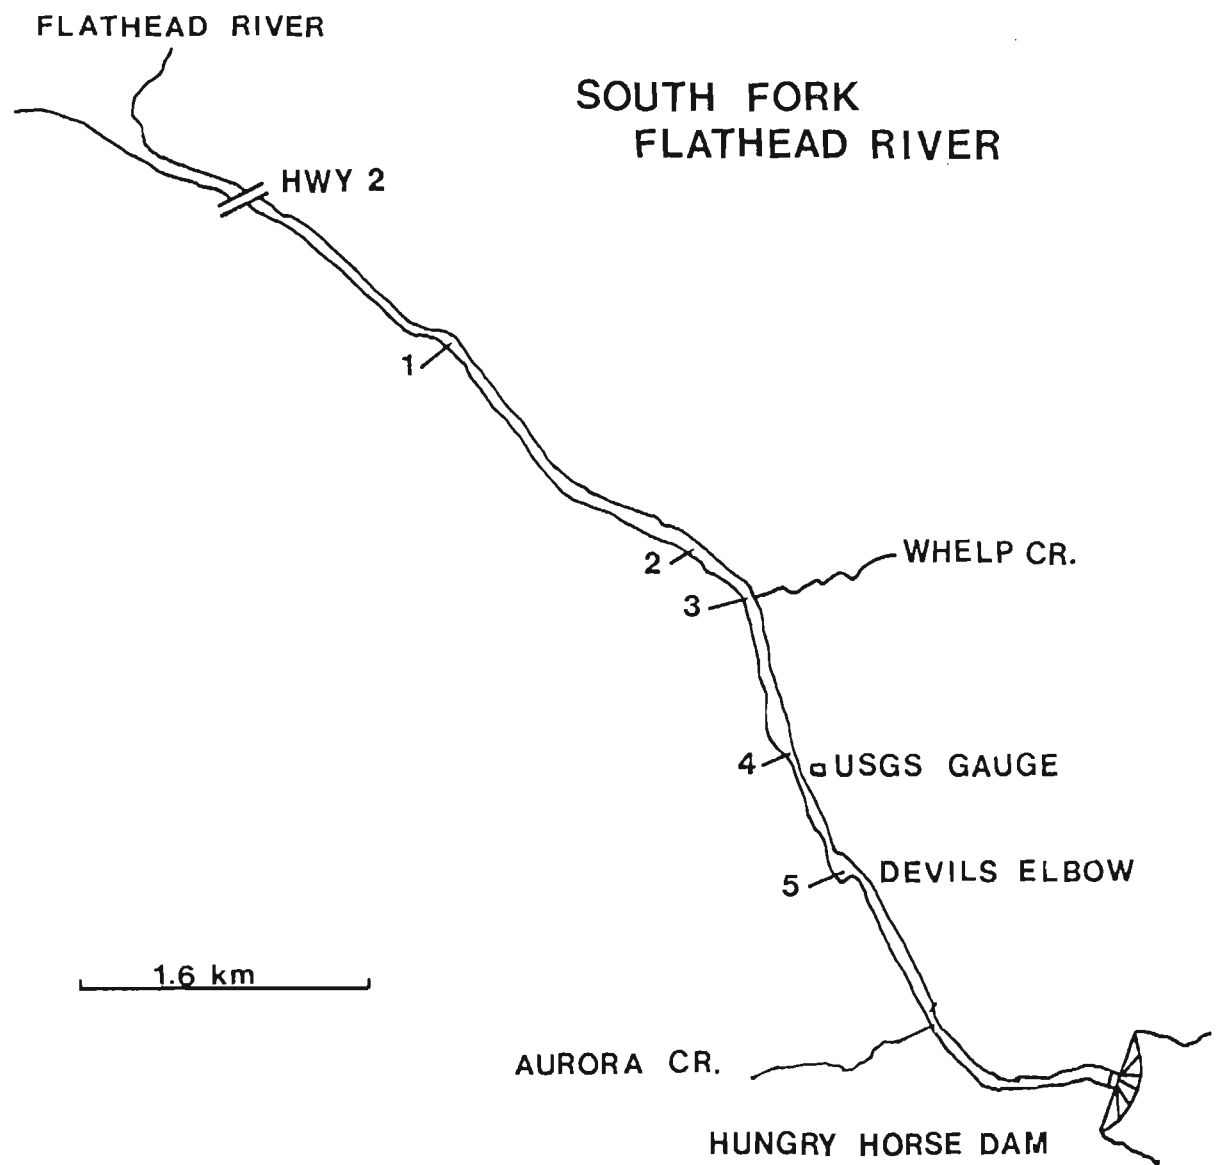 FLATHEAD RIVER
SOUTH FORK
FLATHEAD RIVER
HWY 2
1
2
WHELP CR.
3
4
USGS GAUGE
5
DEVILS ELBOW
1.6 km
AURORA CR.
HUNGRY HORSE DAM